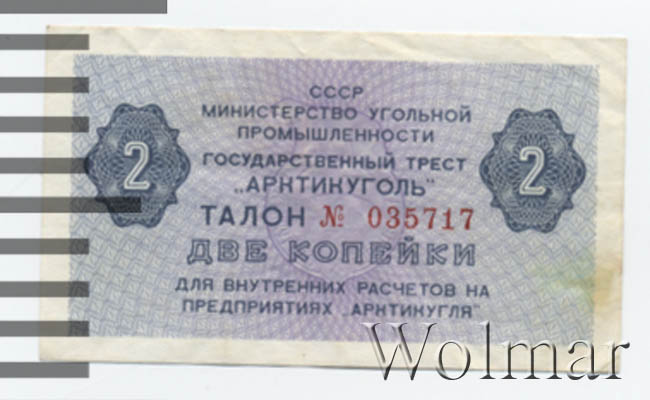 СССР
МИНИСТЕРСТВО УГОЛЬНОЙ
ПРОМЫШЛЕННОСТИ
ГОСУДАРСТВЕННЫЙ ТРЕСТ
„АРКТИКУГОЛЬ"
2 2
ТАЛОН № 035717
ДВЕ КОПЕЙКИ
ДЛЯ ВНУТРЕННИХ РАСЧЕТОВ НА
ПРЕДПРИЯТИЯХ „АРКТИКУГЛЯ"
Wolmar